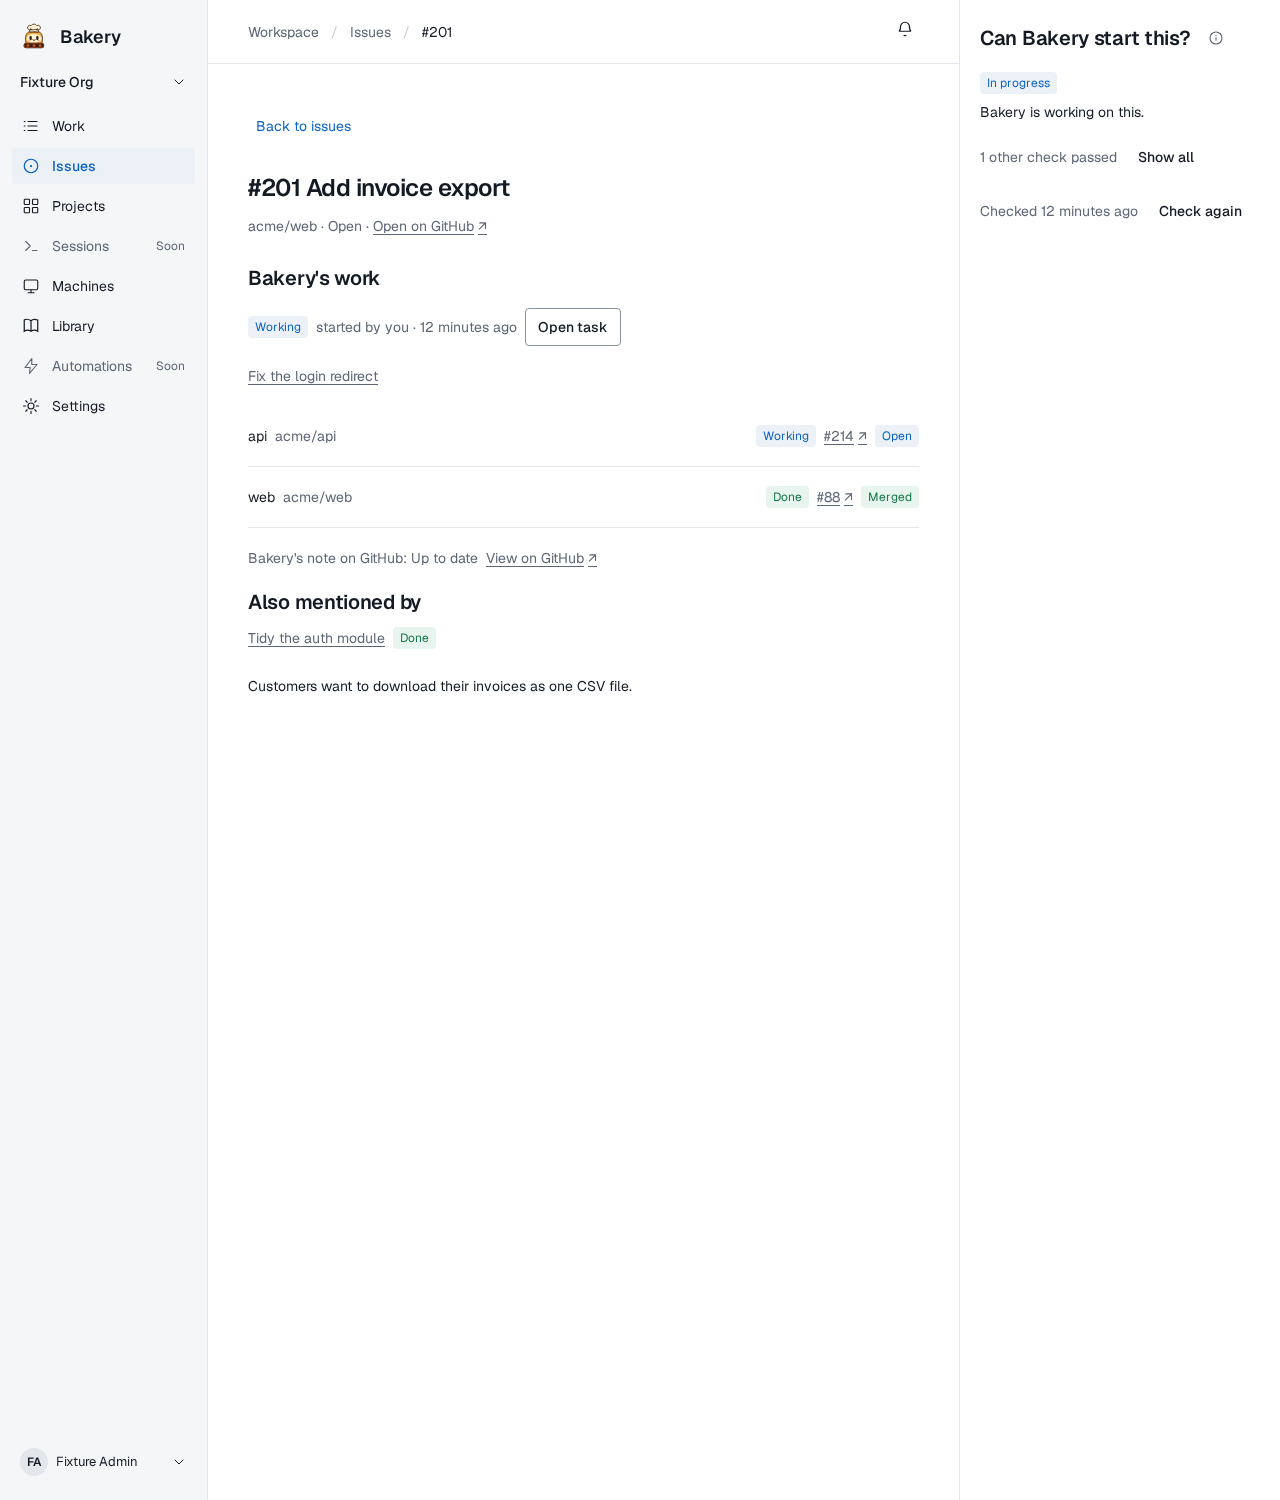 Bakery
Fixture Org
Work
Issues
Projects
Sessions Soon
Machines
Library
Automations Soon
Settings
FA Fixture Admin
Workspace / Issues / #201
Back to issues
#201 Add invoice export
acme/web · Open · Open on GitHub
Bakery's work
Working started by you · 12 minutes ago Open task
Fix the login redirect
api acme/api Working #214 Open
web acme/web Done #88 Merged
Bakery's note on GitHub: Up to date View on GitHub
Also mentioned by
Tidy the auth module Done
Customers want to download their invoices as one CSV file.
Can Bakery start this?
In progress
Bakery is working on this.
1 other check passed Show all
Checked 12 minutes ago Check again